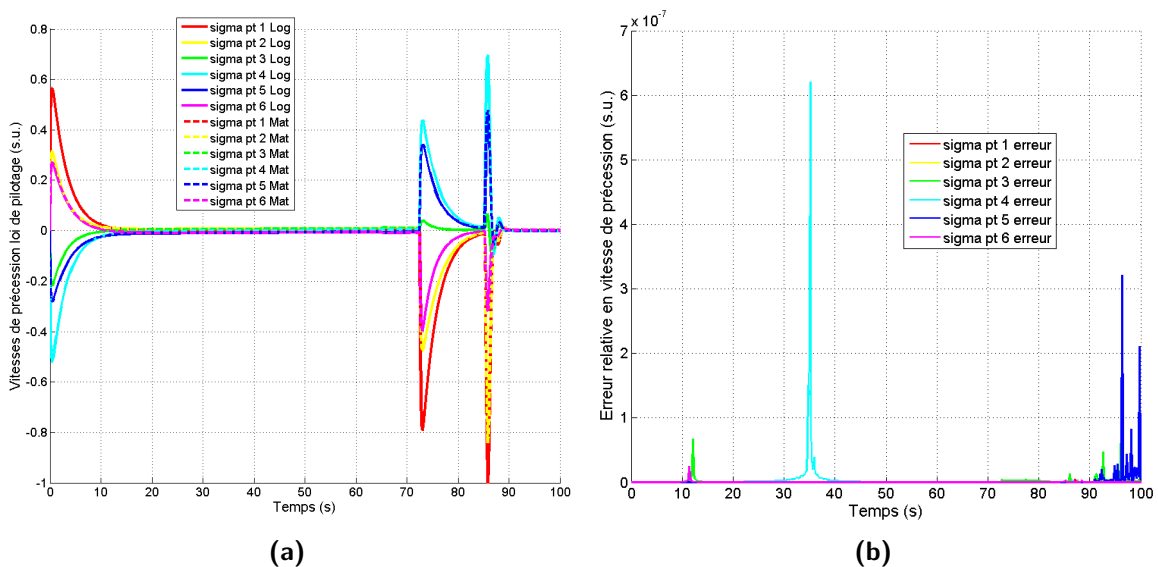 Vitesses de précession loi de pilotage (s.u.)
0.8
0.6
0.4
0.2
0
-0.2
-0.4
-0.6
-0.8
-1
sigma pt 1 Log
sigma pt 2 Log
sigma pt 3 Log
sigma pt 4 Log
sigma pt 5 Log
sigma pt 6 Log
sigma pt 1 Mat
sigma pt 2 Mat
sigma pt 3 Mat
sigma pt 4 Mat
sigma pt 5 Mat
sigma pt 6 Mat
0 10 20 30 40 50 60 70 80 90 100
Temps (s)
(a)
Erreur relative en vitesse de précession (s.u.)
x 10^-7
7
6
5
4
3
2
1
0
sigma pt 1 erreur
sigma pt 2 erreur
sigma pt 3 erreur
sigma pt 4 erreur
sigma pt 5 erreur
sigma pt 6 erreur
0 10 20 30 40 50 60 70 80 90 100
Temps (s)
(b)